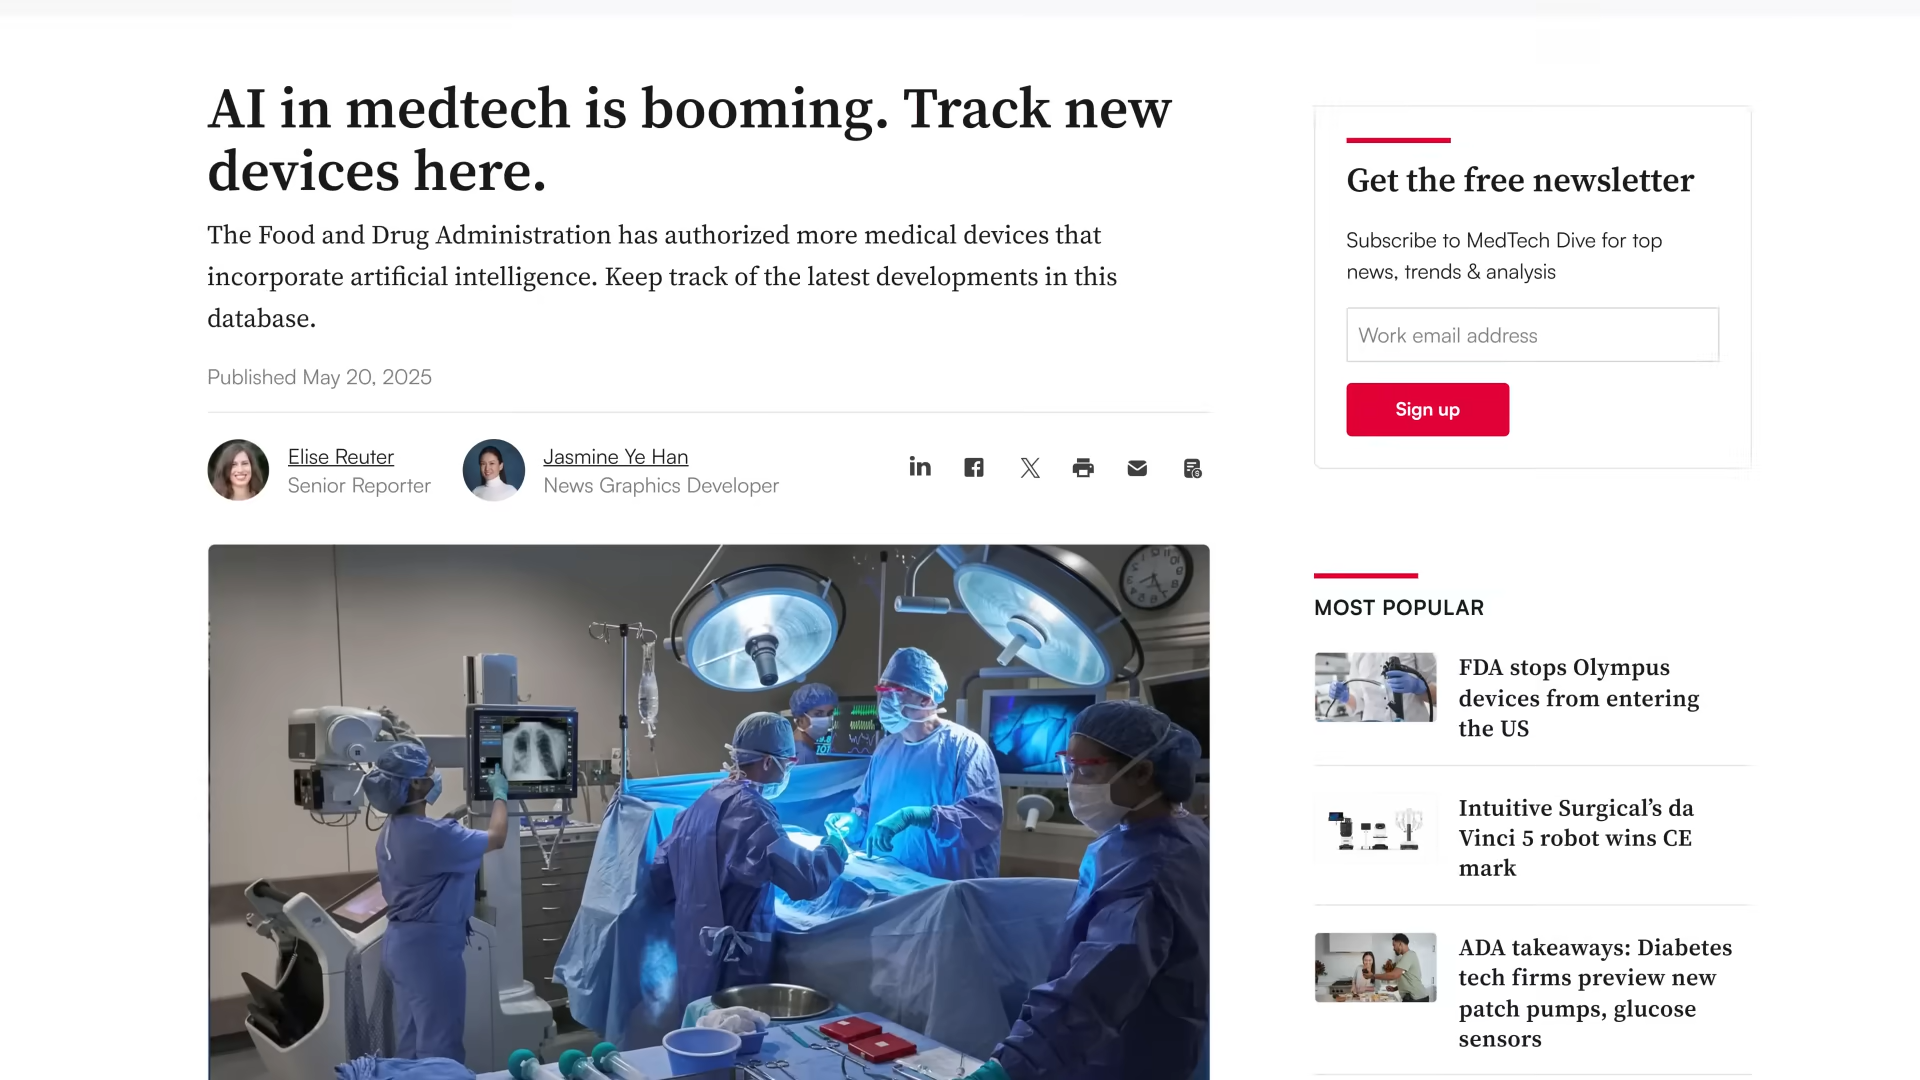 AI in medtech is booming. Track new
devices here.
The Food and Drug Administration has authorized more medical devices that
incorporate artificial intelligence. Keep track of the latest developments in this
database.
Published May 20, 2025
Elise Reuter
Senior Reporter
Jasmine Ye Han
News Graphics Developer
Get the free newsletter
Subscribe to MedTech Dive for top
news, trends & analysis
Work email address
Sign up
MOST POPULAR
FDA stops Olympus
devices from entering
the US
Intuitive Surgical’s da
Vinci 5 robot wins CE
mark
ADA takeaways: Diabetes
tech firms preview new
patch pumps, glucose
sensors